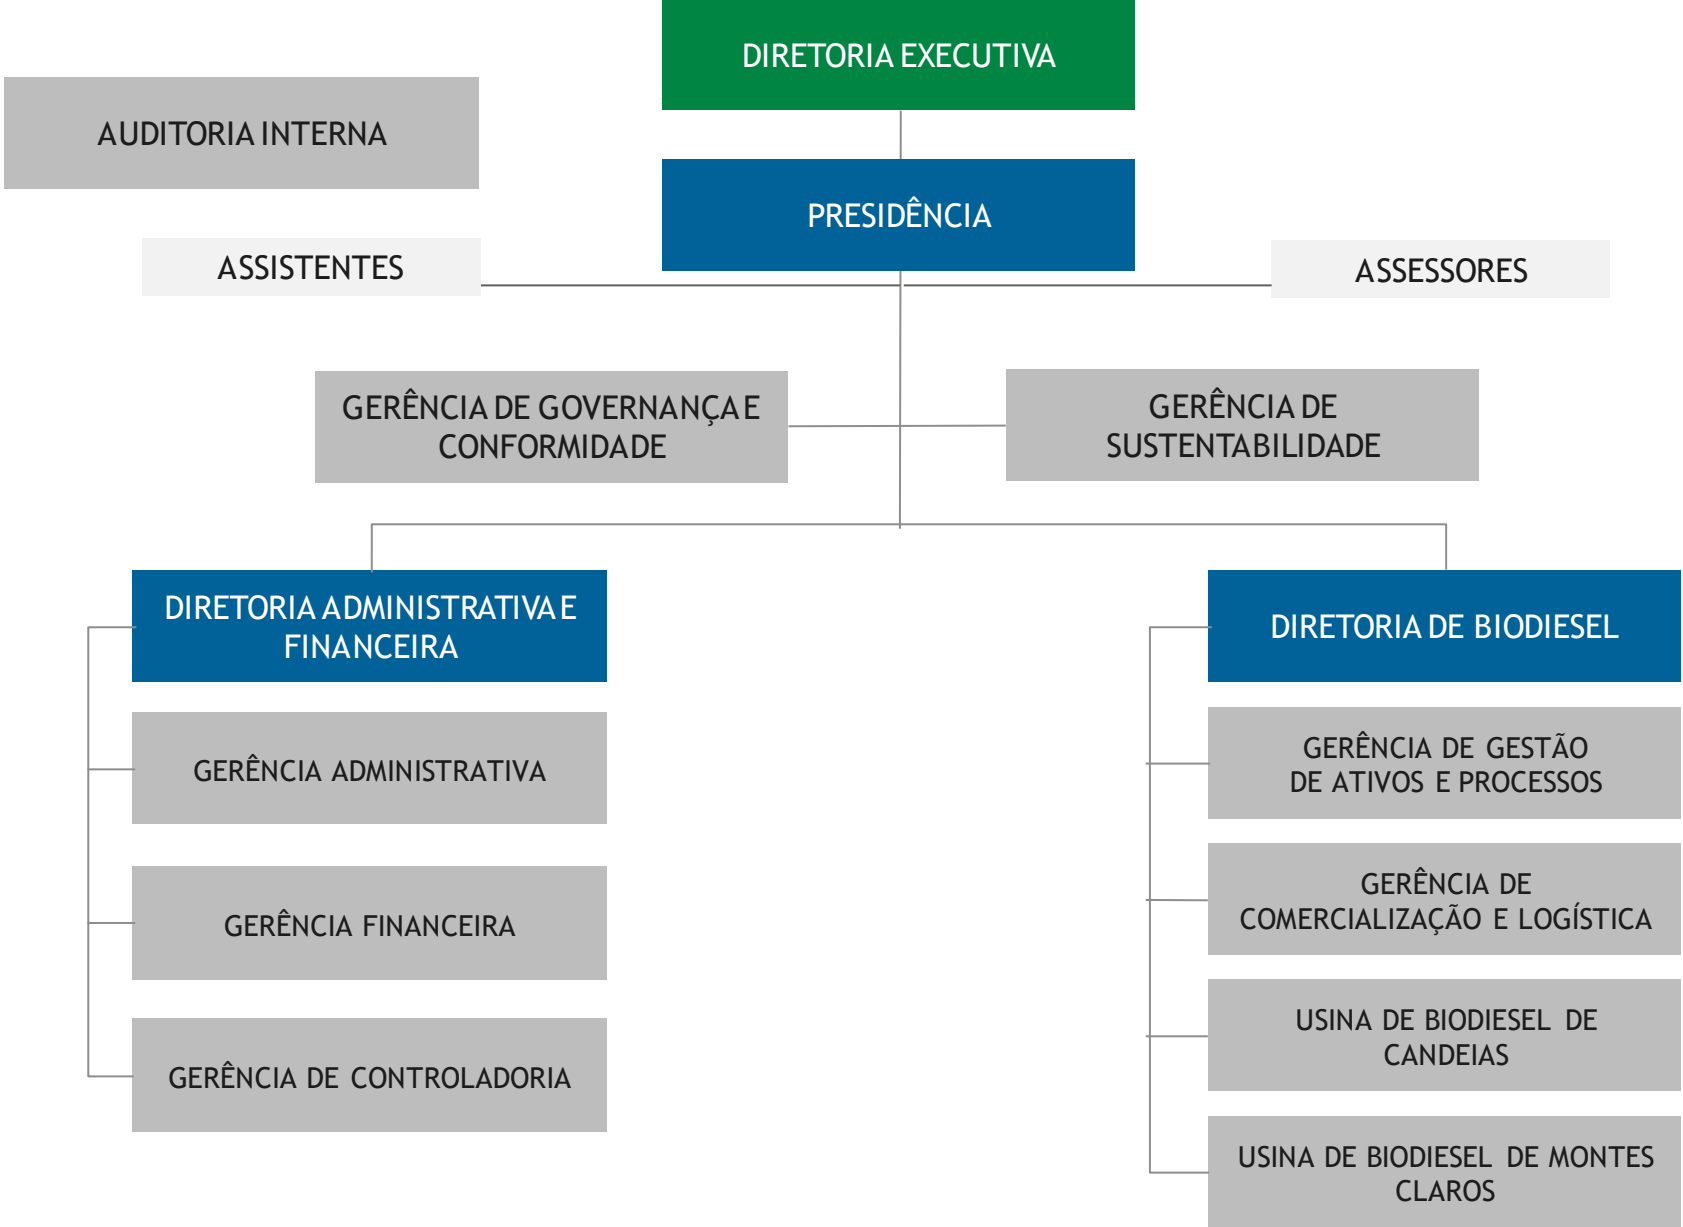 DIRETORIA EXECUTIVA
AUDITORIA INTERNA
PRESIDÊNCIA
ASSISTENTES
ASSESSORES
GERÊNCIA DE GOVERNANÇA E
CONFORMIDADE
GERÊNCIA DE
SUSTENTABILIDADE
DIRETORIA ADMINISTRATIVA E
FINANCEIRA
GERÊNCIA ADMINISTRATIVA
GERÊNCIA FINANCEIRA
GERÊNCIA DE CONTROLADORIA
DIRETORIA DE BIODIESEL
GERÊNCIA DE GESTÃO
DE ATIVOS E PROCESSOS
GERÊNCIA DE
COMERCIALIZAÇÃO E LOGÍSTICA
USINA DE BIODIESEL DE
CANDEIAS
USINA DE BIODIESEL DE MONTES
CLAROS